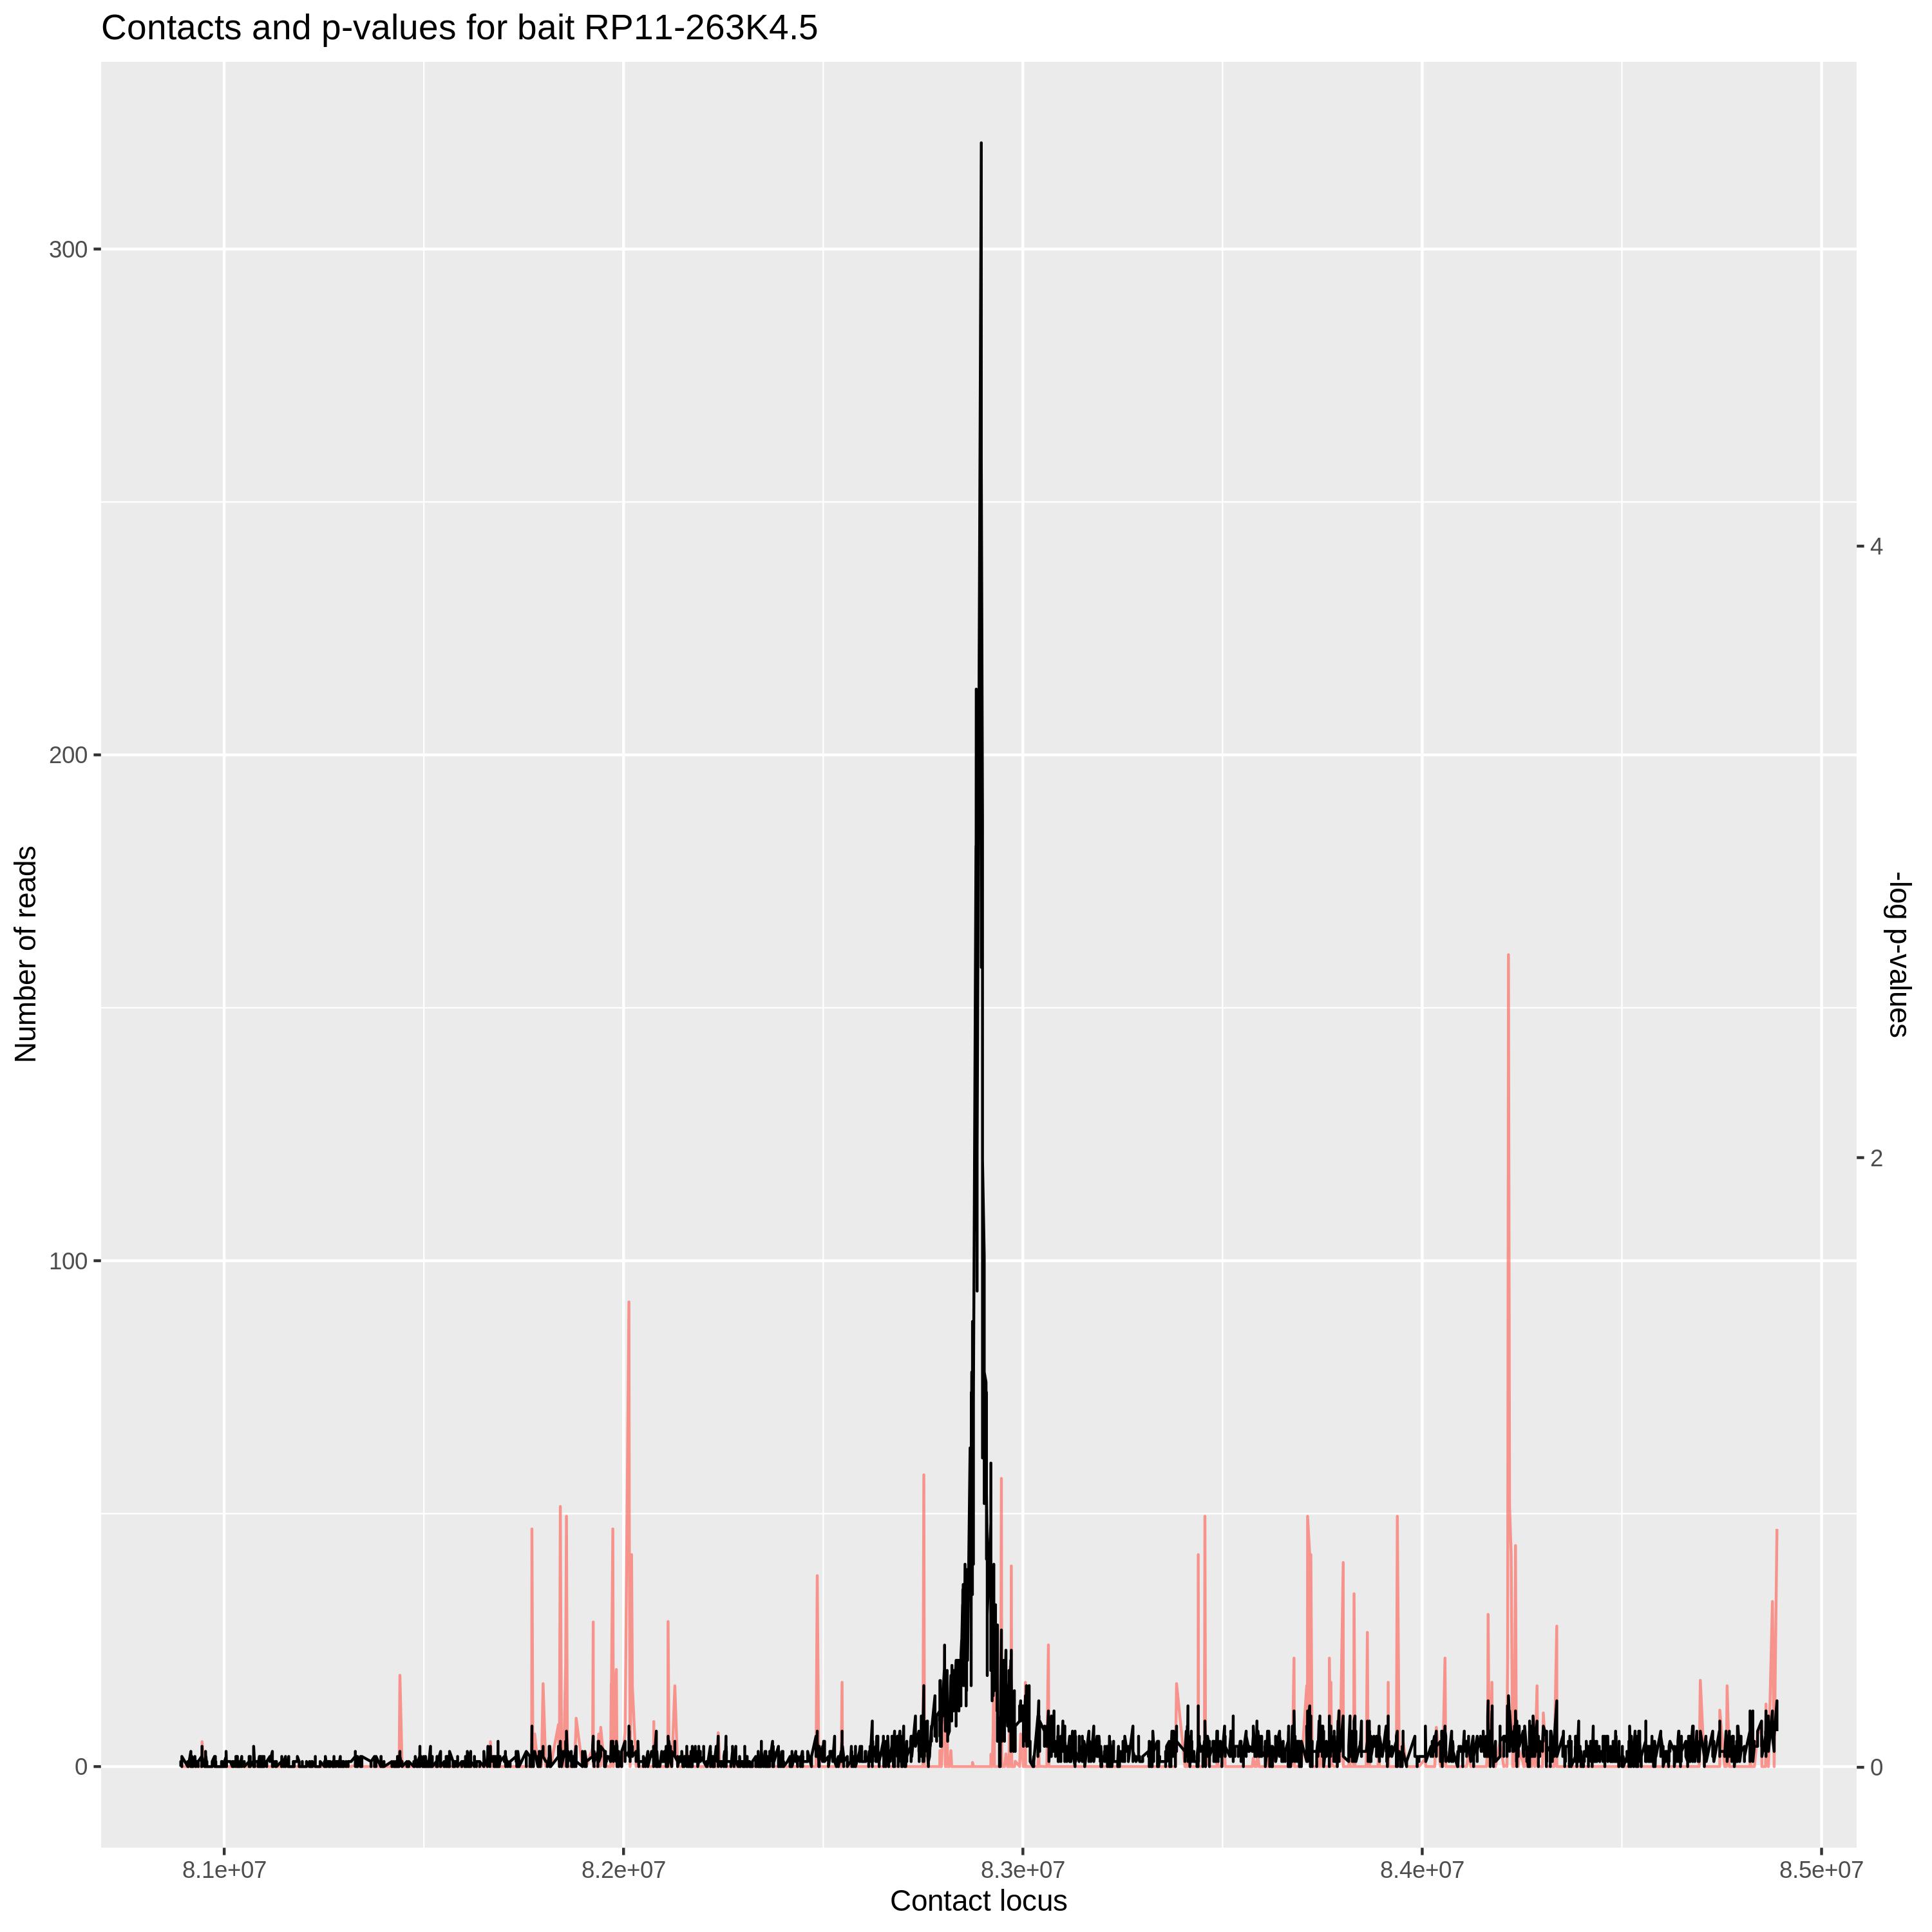 Contacts and p-values for bait RP11-263K4.5
300
200
100
0
Number of reads
4
2
0
-log p-values
8.1e+07
8.2e+07
8.3e+07
8.4e+07
8.5e+07
Contact locus